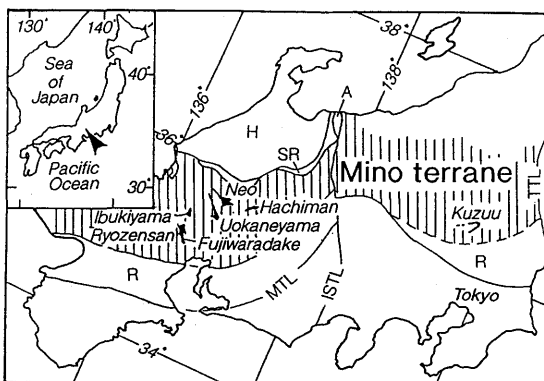 130°
140°
Sea
of
Japan
40°
Pacific
Ocean
30°
38°
136°
138°
A
36°
H
SR
Mino terrane
Neo
Ibukiyama
Hachiman
Ryozensan
Uokaneyama
Fujiwaradake
Kuzuu
?
TTL
R
R
MTL
ISTL
Tokyo
34°